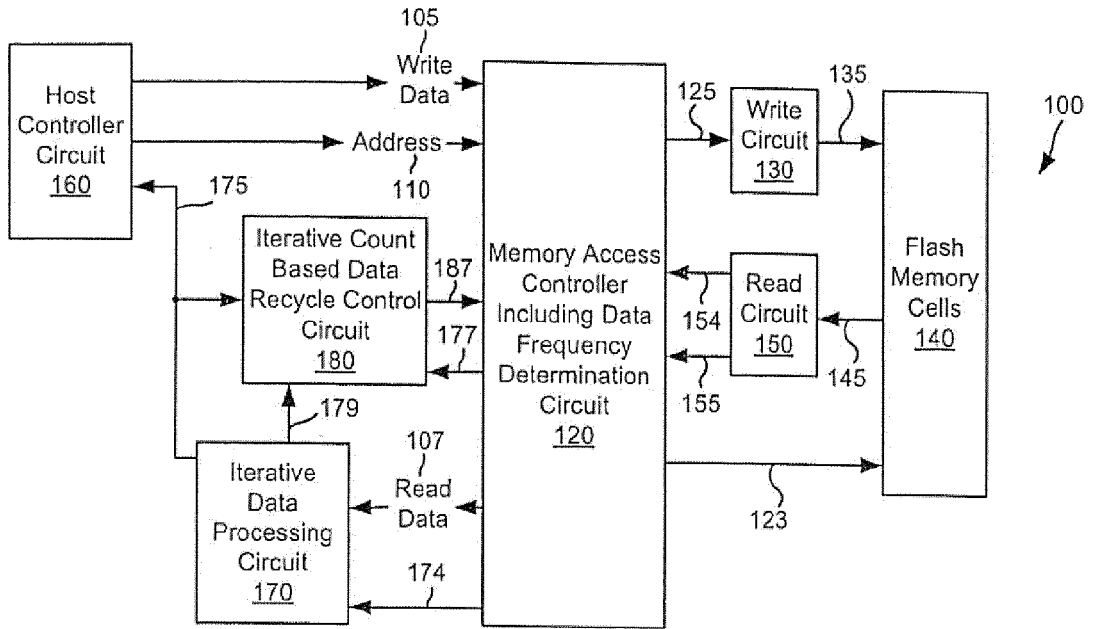 105
Write
Data
Host
Controller
Circuit
160
Address
110
175
125
Write
Circuit
130
135
100
Iterative Count
Based Data
Recycle Control
Circuit
180
187
177
Memory Access
Controller
Including Data
Frequency
Determination
Circuit
120
154
155
Read
Circuit
150
145
Flash
Memory
Cells
140
179
107
Read
Data
Iterative
Data
Processing
Circuit
170
174
123